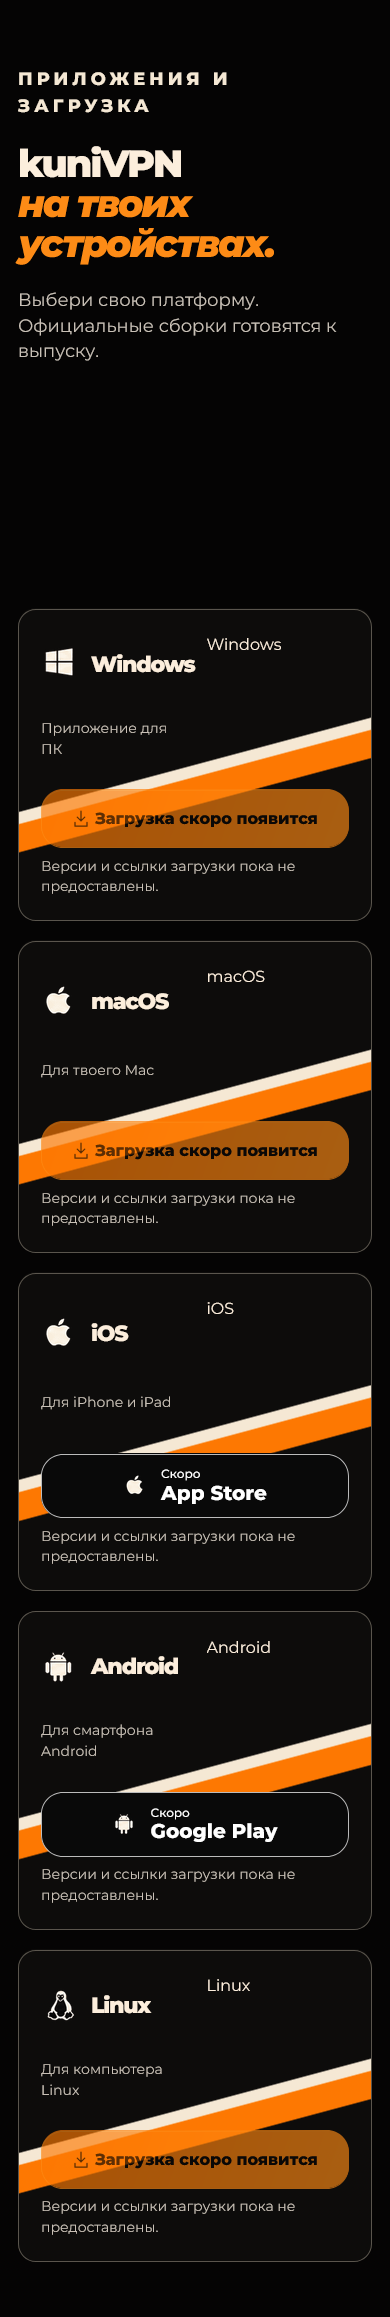 ПРИЛОЖЕНИЯ И
ЗАГРУЗКА
kuniVPN
на твоих
устройствах.
Выбери свою платформу.
Официальные сборки готовятся к
выпуску.
Windows
Windows
Приложение для
ПК
Загрузка скоро появится
Версии и ссылки загрузки пока не
предоставлены.
macOS
macOS
Для твоего Mac
Загрузка скоро появится
Версии и ссылки загрузки пока не
предоставлены.
iOS
iOS
Для iPhone и iPad
Скоро
App Store
Версии и ссылки загрузки пока не
предоставлены.
Android
Android
Для смартфона
Android
Скоро
Google Play
Версии и ссылки загрузки пока не
предоставлены.
Linux
Linux
Для компьютера
Linux
Загрузка скоро появится
Версии и ссылки загрузки пока не
предоставлены.